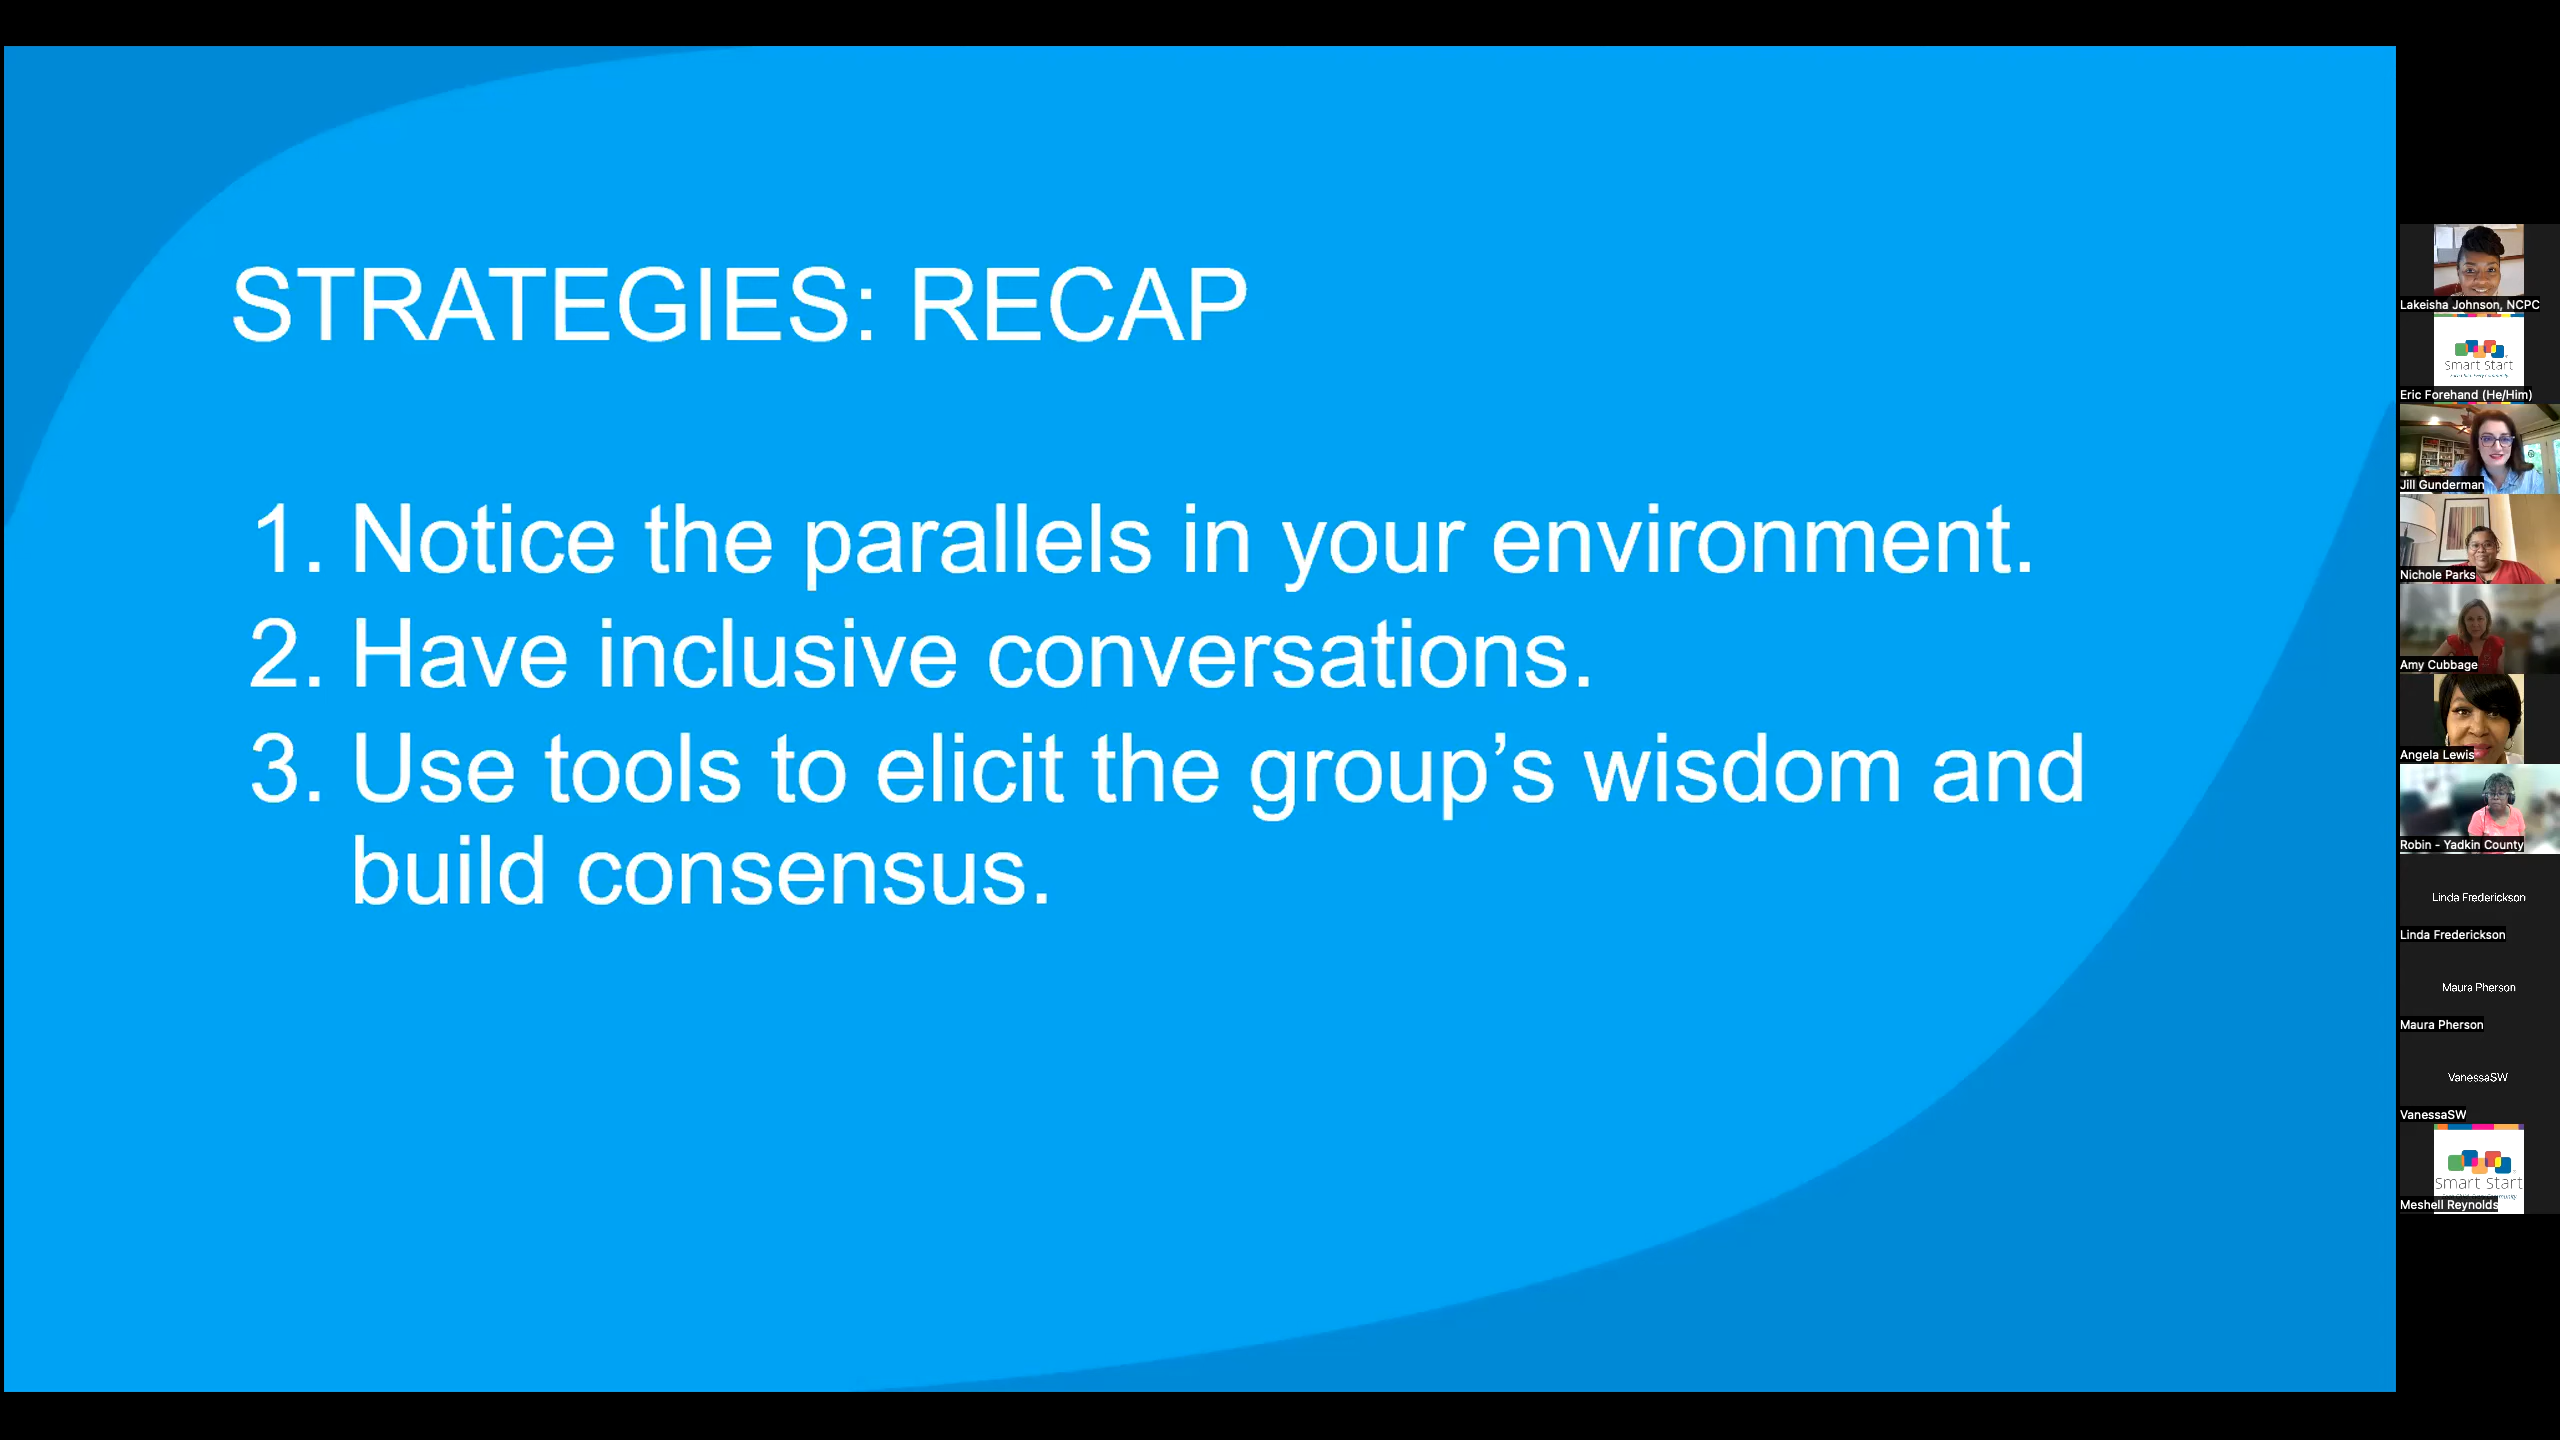 STRATEGIES: RECAP
1. Notice the parallels in your environment.
2. Have inclusive conversations.
3. Use tools to elicit the group’s wisdom and
build consensus.
Lakeisha Johnson, NCPC
Smart Start
Eric Forehand (He/Him)
Jill Gunderman
Nichole Parks
Amy Cubbage
Angela Lewis
Robin - Yadkin County
Linda Frederickson
Linda Frederickson
Maura Pherson
Maura Pherson
VanessaSW
VanessaSW
Smart Start
Meshell Reynolds